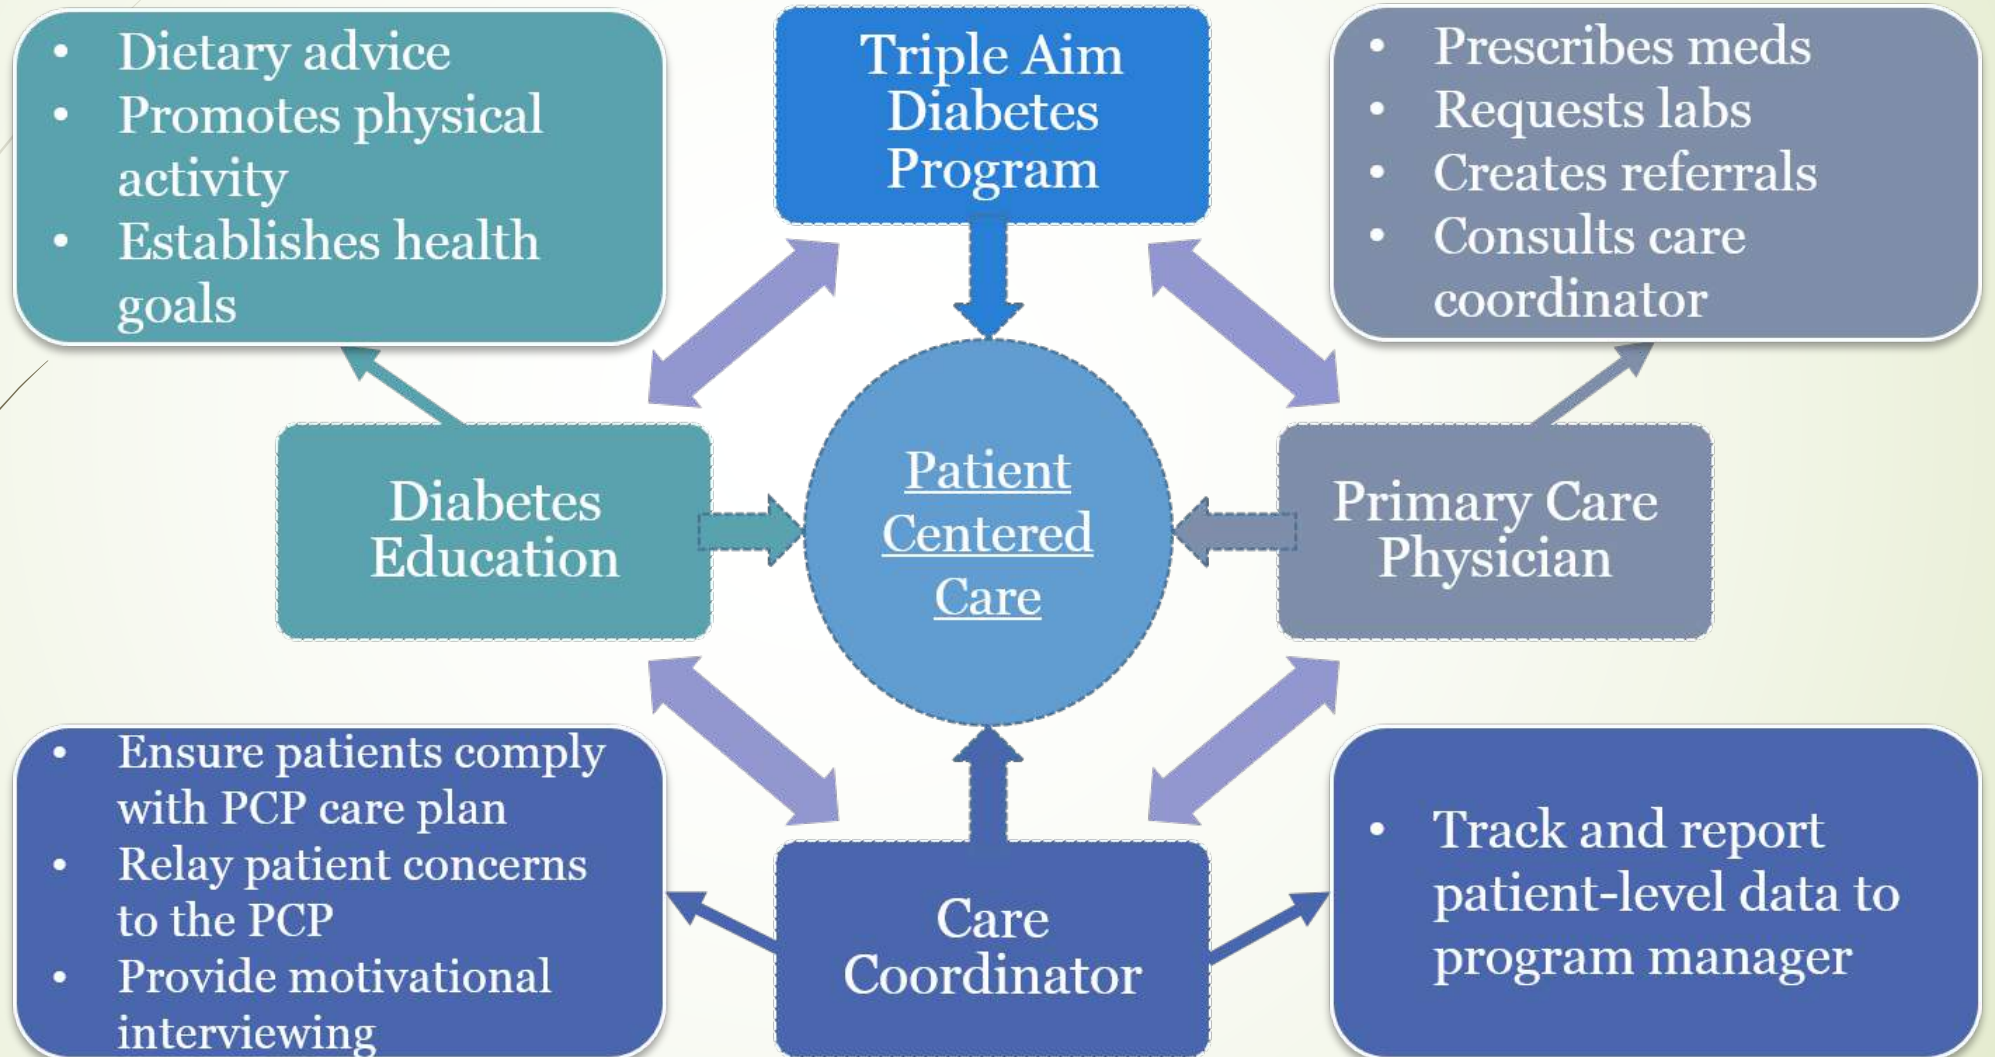 • Dietary advice
• Promotes physical
activity
• Establishes health
goals
Triple Aim
Diabetes
Program
• Prescribes meds
• Requests labs
• Creates referrals
• Consults care
coordinator
Diabetes
Education
Patient
Centered
Care
Primary Care
Physician
• Ensure patients comply
with PCP care plan
• Relay patient concerns
to the PCP
• Provide motivational
interviewing
Care
Coordinator
• Track and report
patient-level data to
program manager